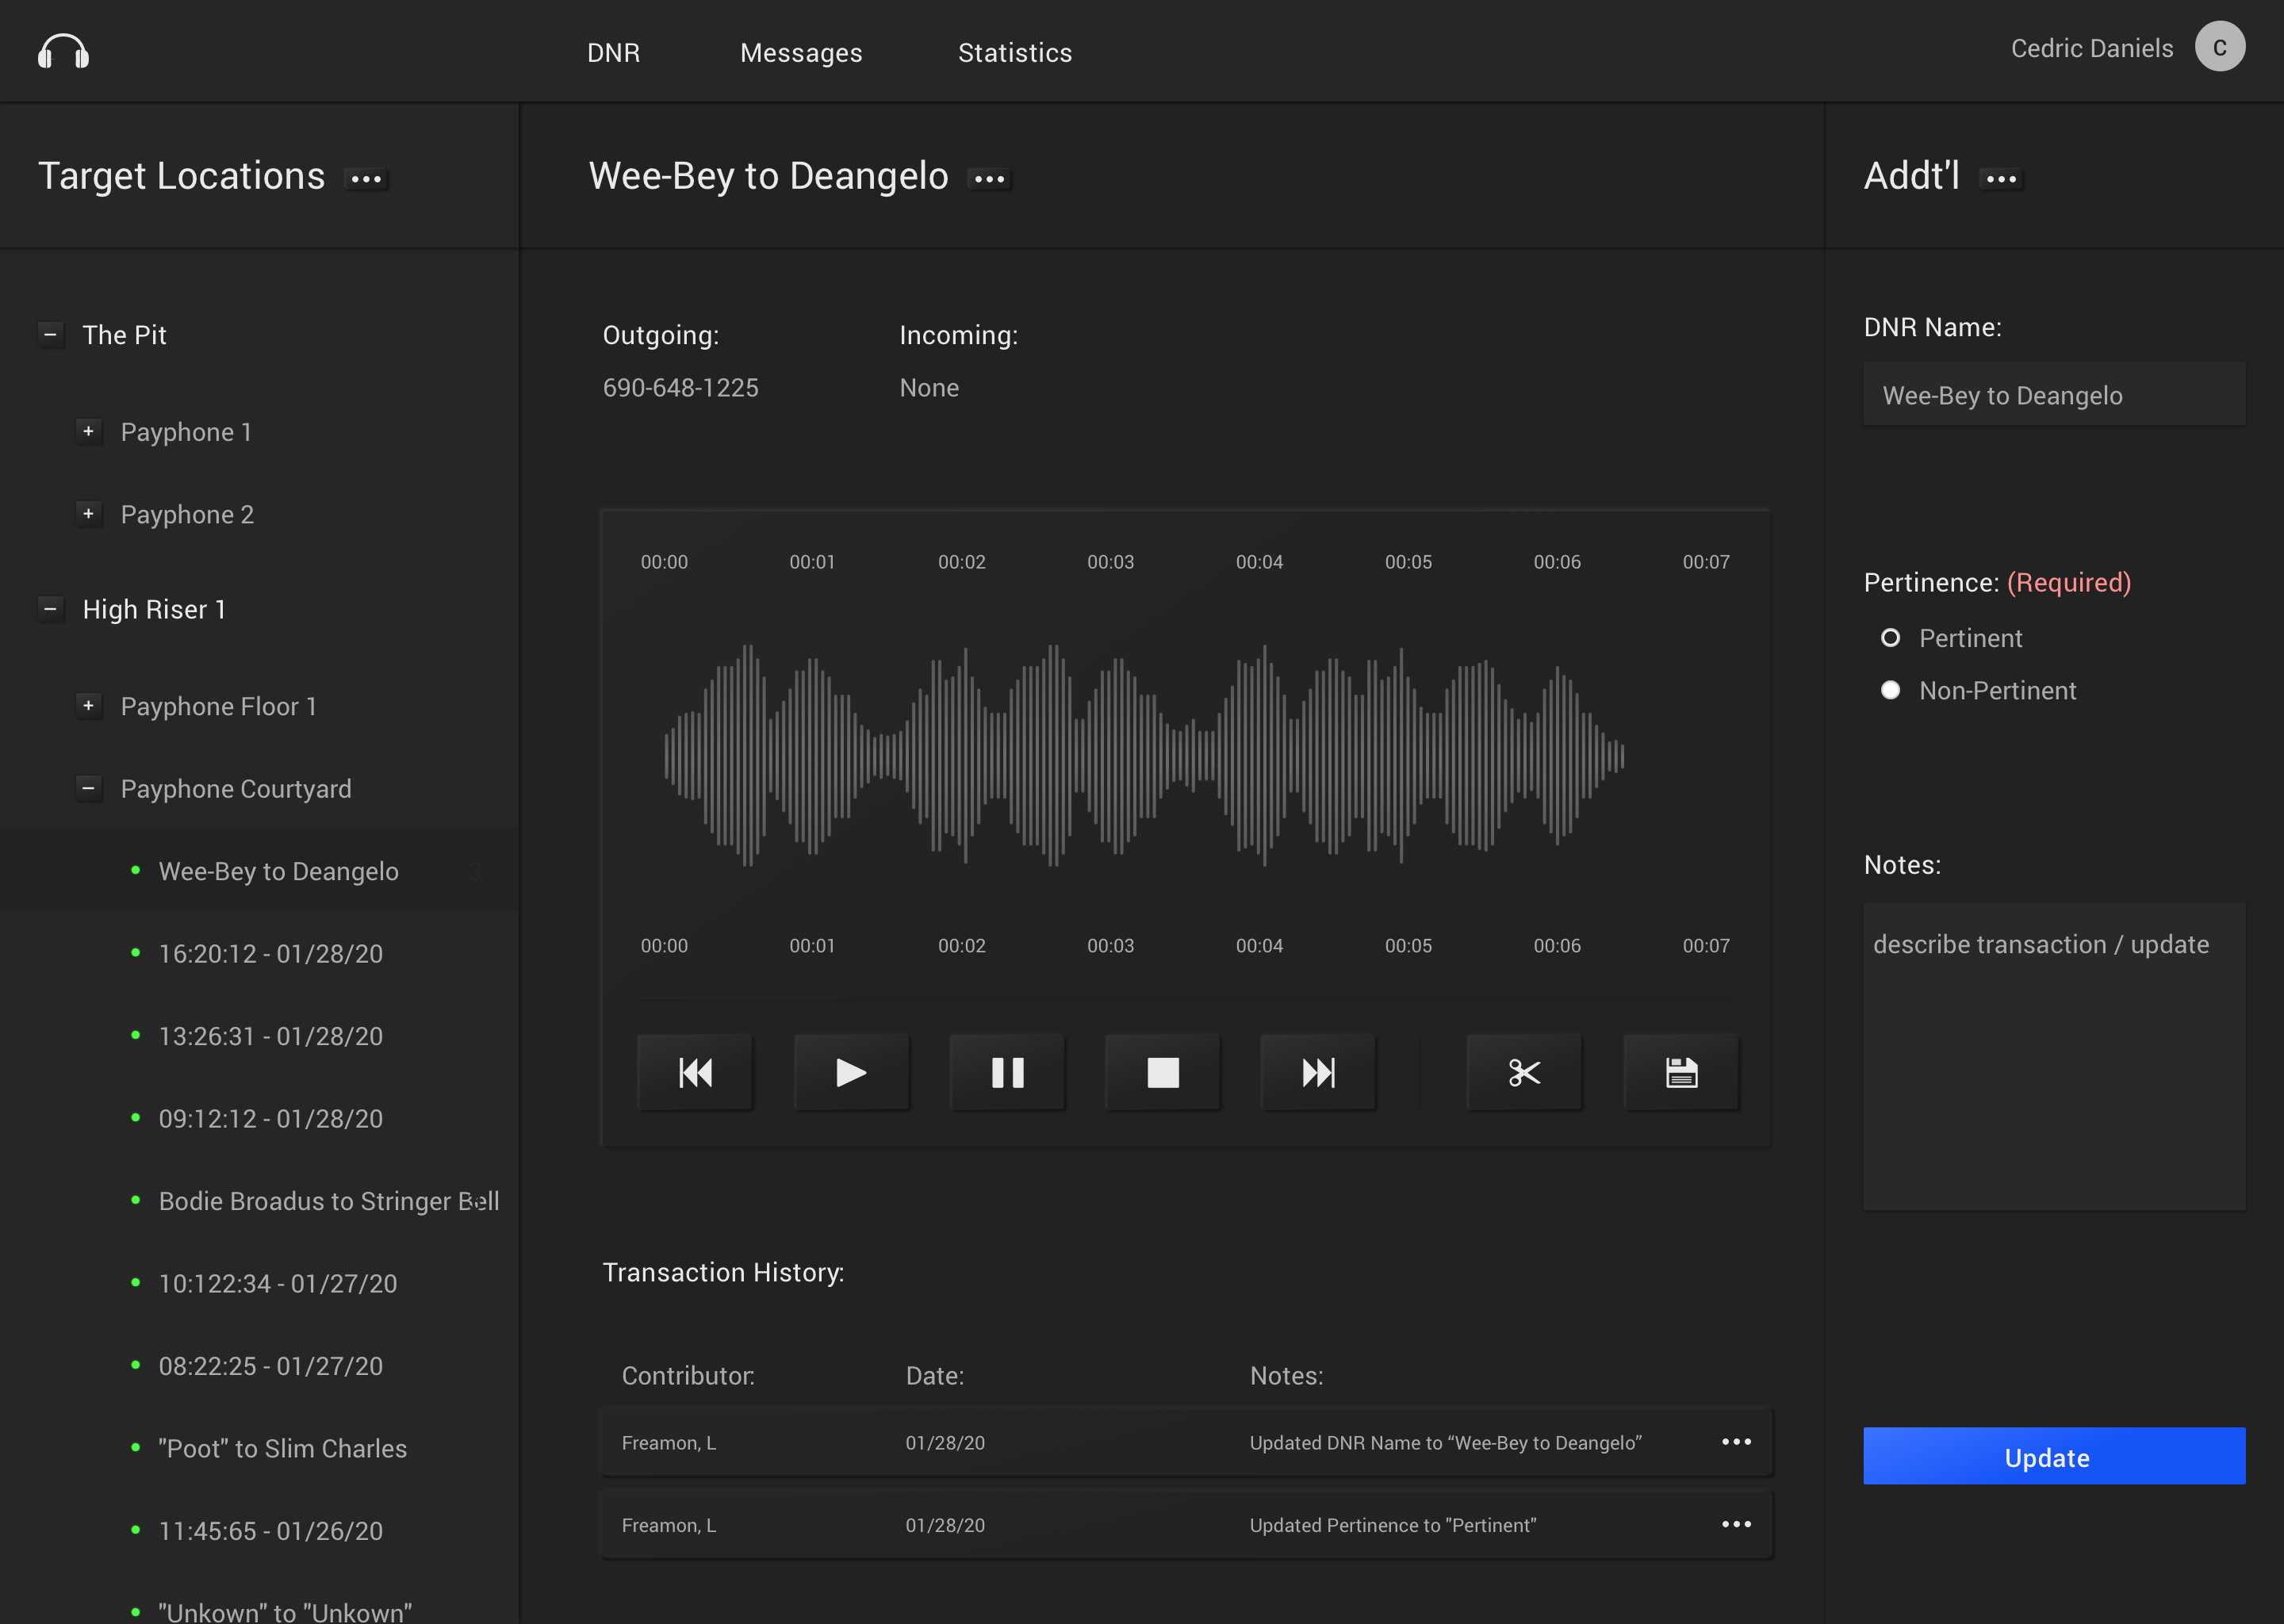 DNR Messages Statistics Cedric Daniels C
Target Locations
The Pit
Payphone 1
Payphone 2
High Riser 1
Payphone Floor 1
Payphone Courtyard
Wee-Bey to Deangelo 3
16:20:12 - 01/28/20
13:26:31 - 01/28/20
09:12:12 - 01/28/20
Bodie Broadus to Stringer Bell
10:122:34 - 01/27/20
08:22:25 - 01/27/20
"Poot" to Slim Charles
11:45:65 - 01/26/20
"Unkown" to "Unkown"
Wee-Bey to Deangelo
Outgoing: Incoming:
690-648-1225 None
00:00 00:01 00:02 00:03 00:04 00:05 00:06 00:07
00:00 00:01 00:02 00:03 00:04 00:05 00:06 00:07
Transaction History:
Contributor: Date: Notes:
Freamon, L 01/28/20 Updated DNR Name to “Wee-Bey to Deangelo”
Freamon, L 01/28/20 Updated Pertinence to "Pertinent"
Addt'l
DNR Name:
Wee-Bey to Deangelo
Pertinence: (Required)
Pertinent
Non-Pertinent
Notes:
describe transaction / update
Update